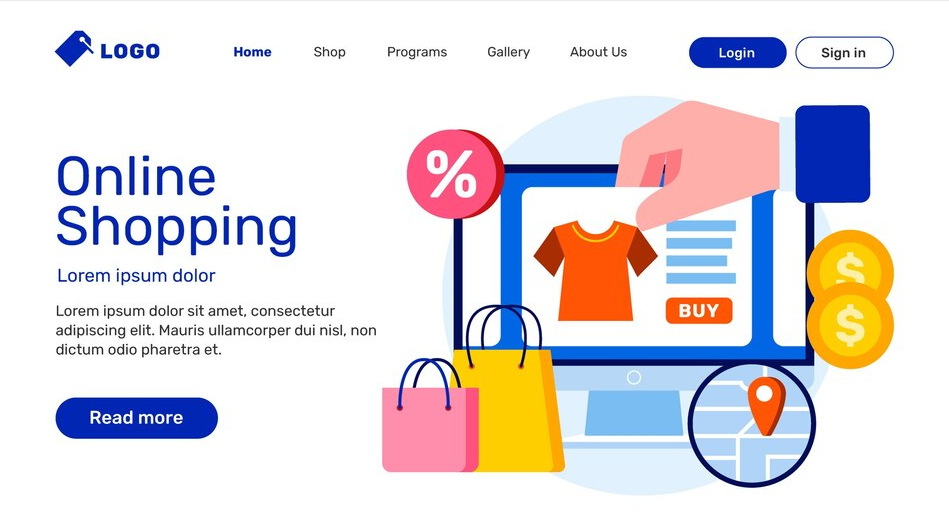 LOGO
Home Shop Programs Gallery About Us Login Sign in
Online
Shopping
Lorem ipsum dolor
Lorem ipsum dolor sit amet, consectetur
adipiscing elit. Mauris ullamcorper dui nisl, non
dictum odio pharetra et.
Read more
%
BUY
$
$